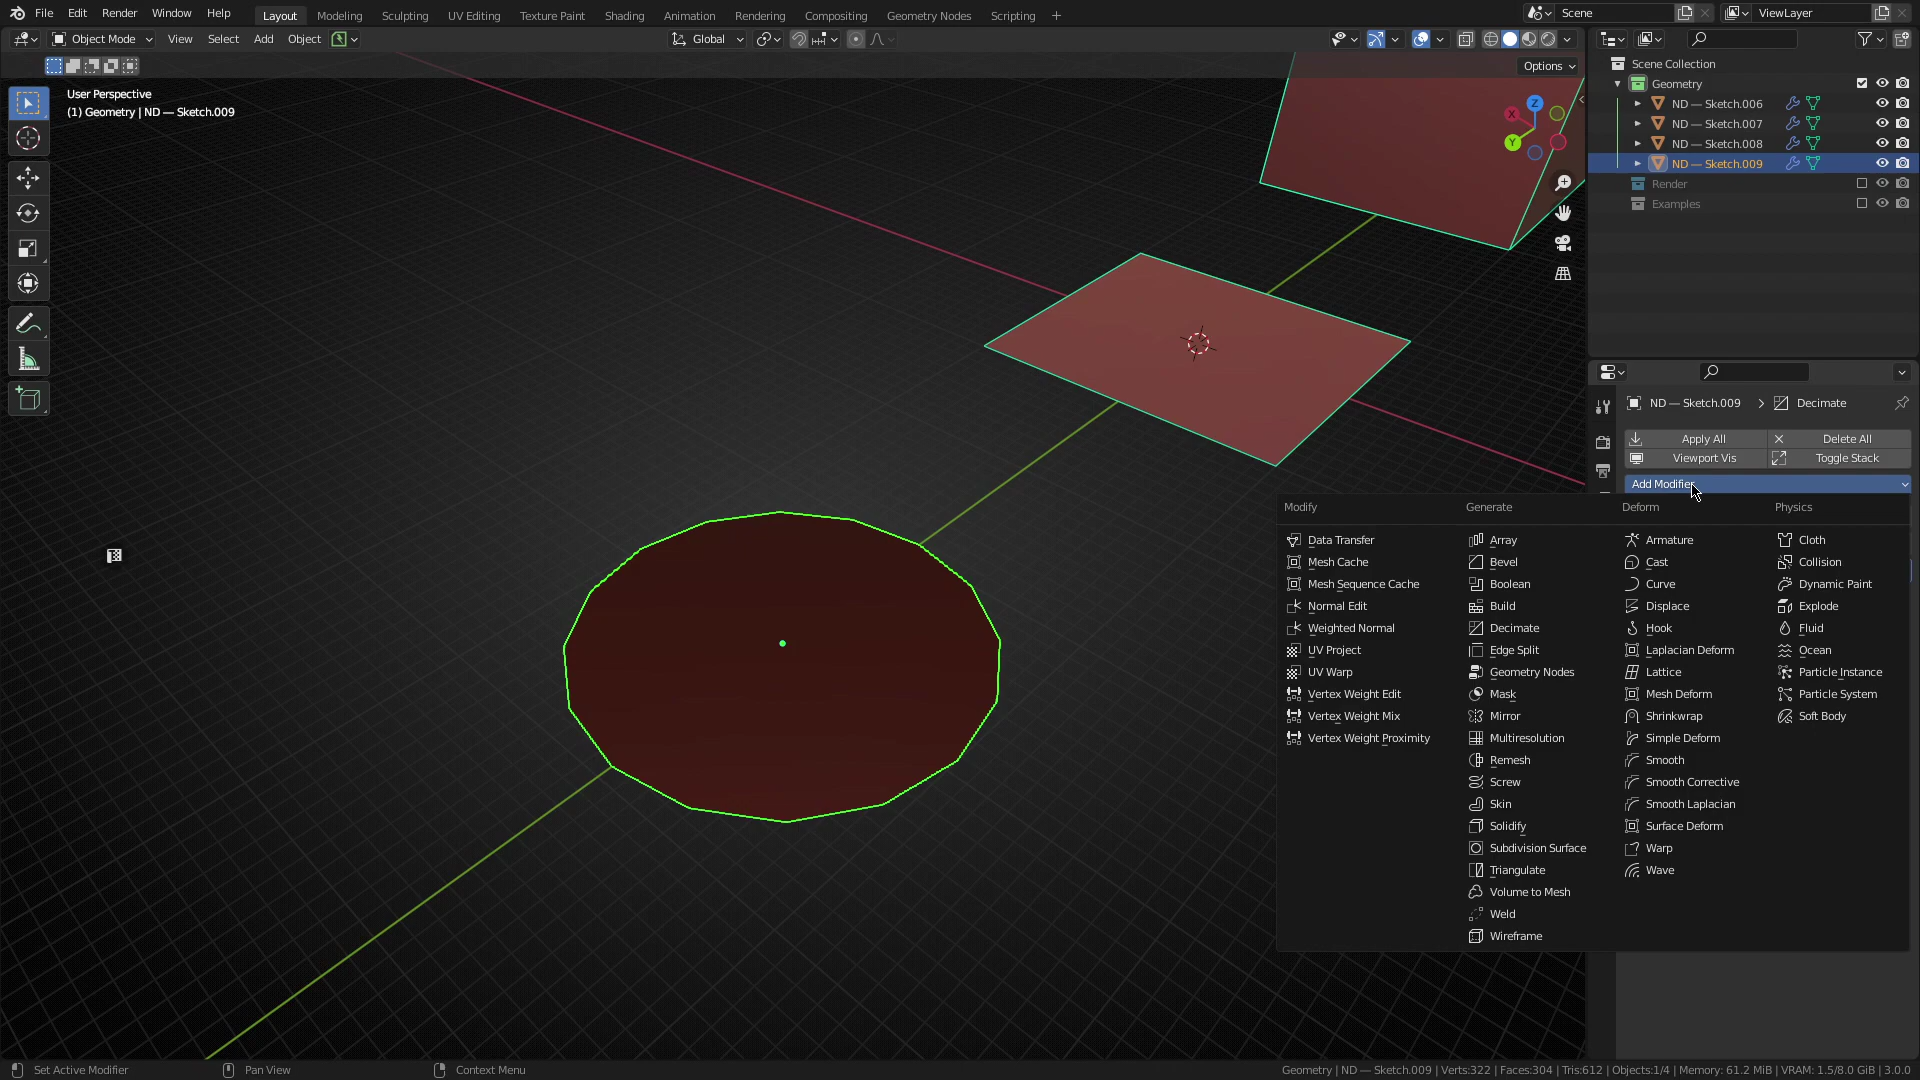 File Edit Render Window Help Layout Modeling Sculpting UV Editing Texture Paint Shading Animation Rendering Compositing Geometry Nodes Scripting + Scene ViewLayer
Object Mode View Select Add Object Global
Options
User Perspective
(1) Geometry | ND — Sketch.009
Z
X
Y
Scene Collection
Geometry
ND — Sketch.006
ND — Sketch.007
ND — Sketch.008
ND — Sketch.009
Render
Examples
ND — Sketch.009 > Decimate
Apply All Delete All
Viewport Vis Toggle Stack
Add Modifier
Modify
Data Transfer
Mesh Cache
Mesh Sequence Cache
Normal Edit
Weighted Normal
UV Project
UV Warp
Vertex Weight Edit
Vertex Weight Mix
Vertex Weight Proximity
Generate
Array
Bevel
Boolean
Build
Decimate
Edge Split
Geometry Nodes
Mask
Mirror
Multiresolution
Remesh
Screw
Skin
Solidify
Subdivision Surface
Triangulate
Volume to Mesh
Weld
Wireframe
Deform
Armature
Cast
Curve
Displace
Hook
Laplacian Deform
Lattice
Mesh Deform
Shrinkwrap
Simple Deform
Smooth
Smooth Corrective
Smooth Laplacian
Surface Deform
Warp
Wave
Physics
Cloth
Collision
Dynamic Paint
Explode
Fluid
Ocean
Particle Instance
Particle System
Soft Body
Set Active Modifier Pan View Context Menu Geometry | ND — Sketch.009 | Verts:322 | Faces:304 | Tris:612 | Objects:1/4 | Memory: 61.2 MiB | VRAM: 1.5/8.0 GiB | 3.0.0